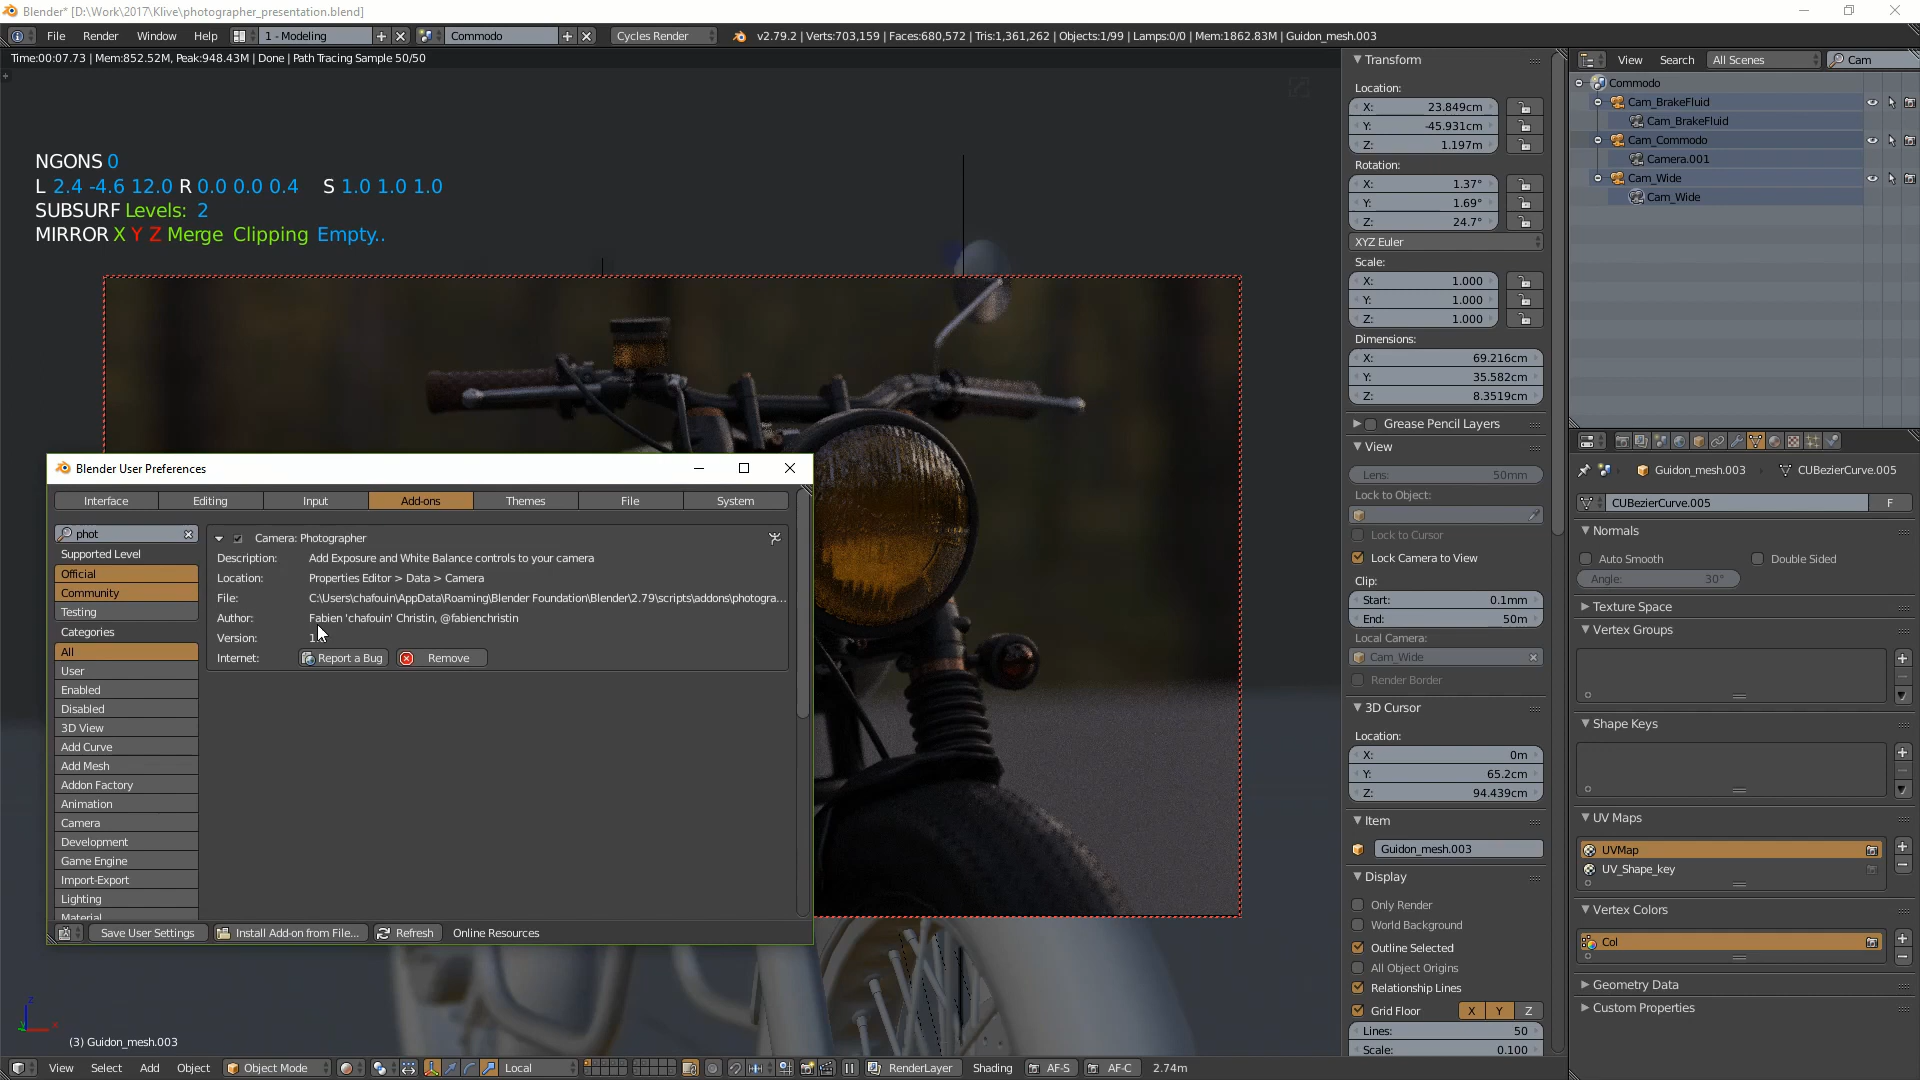 Blender* [D:\Work\2017\Klive\photographer_presentation.blend]
File Render Window Help 1 - Modeling Commodo Cycles Render v2.79.2 | Verts:703,159 | Faces:680,572 | Tris:1,361,262 | Objects:1/99 | Lamps:0/0 | Mem:1862.83M | Guidon_mesh.003
Time:00:07.73 | Mem:852.52M, Peak:948.43M | Done | Path Tracing Sample 50/50
NGONS 0
L 2.4 -4.6 12.0 R 0.0 0.0 0.4 S 1.0 1.0 1.0
SUBSURF Levels: 2
MIRROR X Y Z Merge Clipping Empty..
Blender User Preferences
Interface Editing Input Add-ons Themes File System
phot
Supported Level
Official
Community
Testing
Categories
All
User
Enabled
Disabled
3D View
Add Curve
Add Mesh
Addon Factory
Animation
Camera
Development
Game Engine
Import-Export
Lighting
Material
Camera: Photographer
Description: Add Exposure and White Balance controls to your camera
Location: Properties Editor > Data > Camera
File: C:\Users\chafouin\AppData\Roaming\Blender Foundation\Blender\2.79\scripts\addons\photogra...
Author: Fabien 'chafouin' Christin, @fabienchristin
Version:
Internet: Report a Bug Remove
Save User Settings Install Add-on from File... Refresh Online Resources
(3) Guidon_mesh.003
View Select Add Object Object Mode Local RenderLayer Shading AF-S AF-C 2.74m
Transform
Location:
X: 23.849cm
Y: -45.931cm
Z: 1.197m
Rotation:
X: 1.37°
Y: 1.69°
Z: 24.7°
XYZ Euler
Scale:
X: 1.000
Y: 1.000
Z: 1.000
Dimensions:
X: 69.216cm
Y: 35.582cm
Z: 8.3519cm
Grease Pencil Layers
View
Lens: 50mm
Lock to Object:
Lock to Cursor
Lock Camera to View
Clip:
Start: 0.1mm
End: 50m
Local Camera:
Cam_Wide
Render Border
3D Cursor
Location:
X: 0m
Y: 65.2cm
Z: 94.439cm
Item
Guidon_mesh.003
Display
Only Render
World Background
Outline Selected
All Object Origins
Relationship Lines
Grid Floor X Y Z
Lines: 50
Scale: 0.100
View Search All Scenes Cam
Commodo
Cam_BrakeFluid
Cam_BrakeFluid
Cam_Commodo
Camera.001
Cam_Wide
Cam_Wide
Guidon_mesh.003 CUBezierCurve.005
CUBezierCurve.005 F
Normals
Auto Smooth Double Sided
Angle: 30°
Texture Space
Vertex Groups
Shape Keys
UV Maps
UVMap
UV_Shape_key
Vertex Colors
Col
Geometry Data
Custom Properties